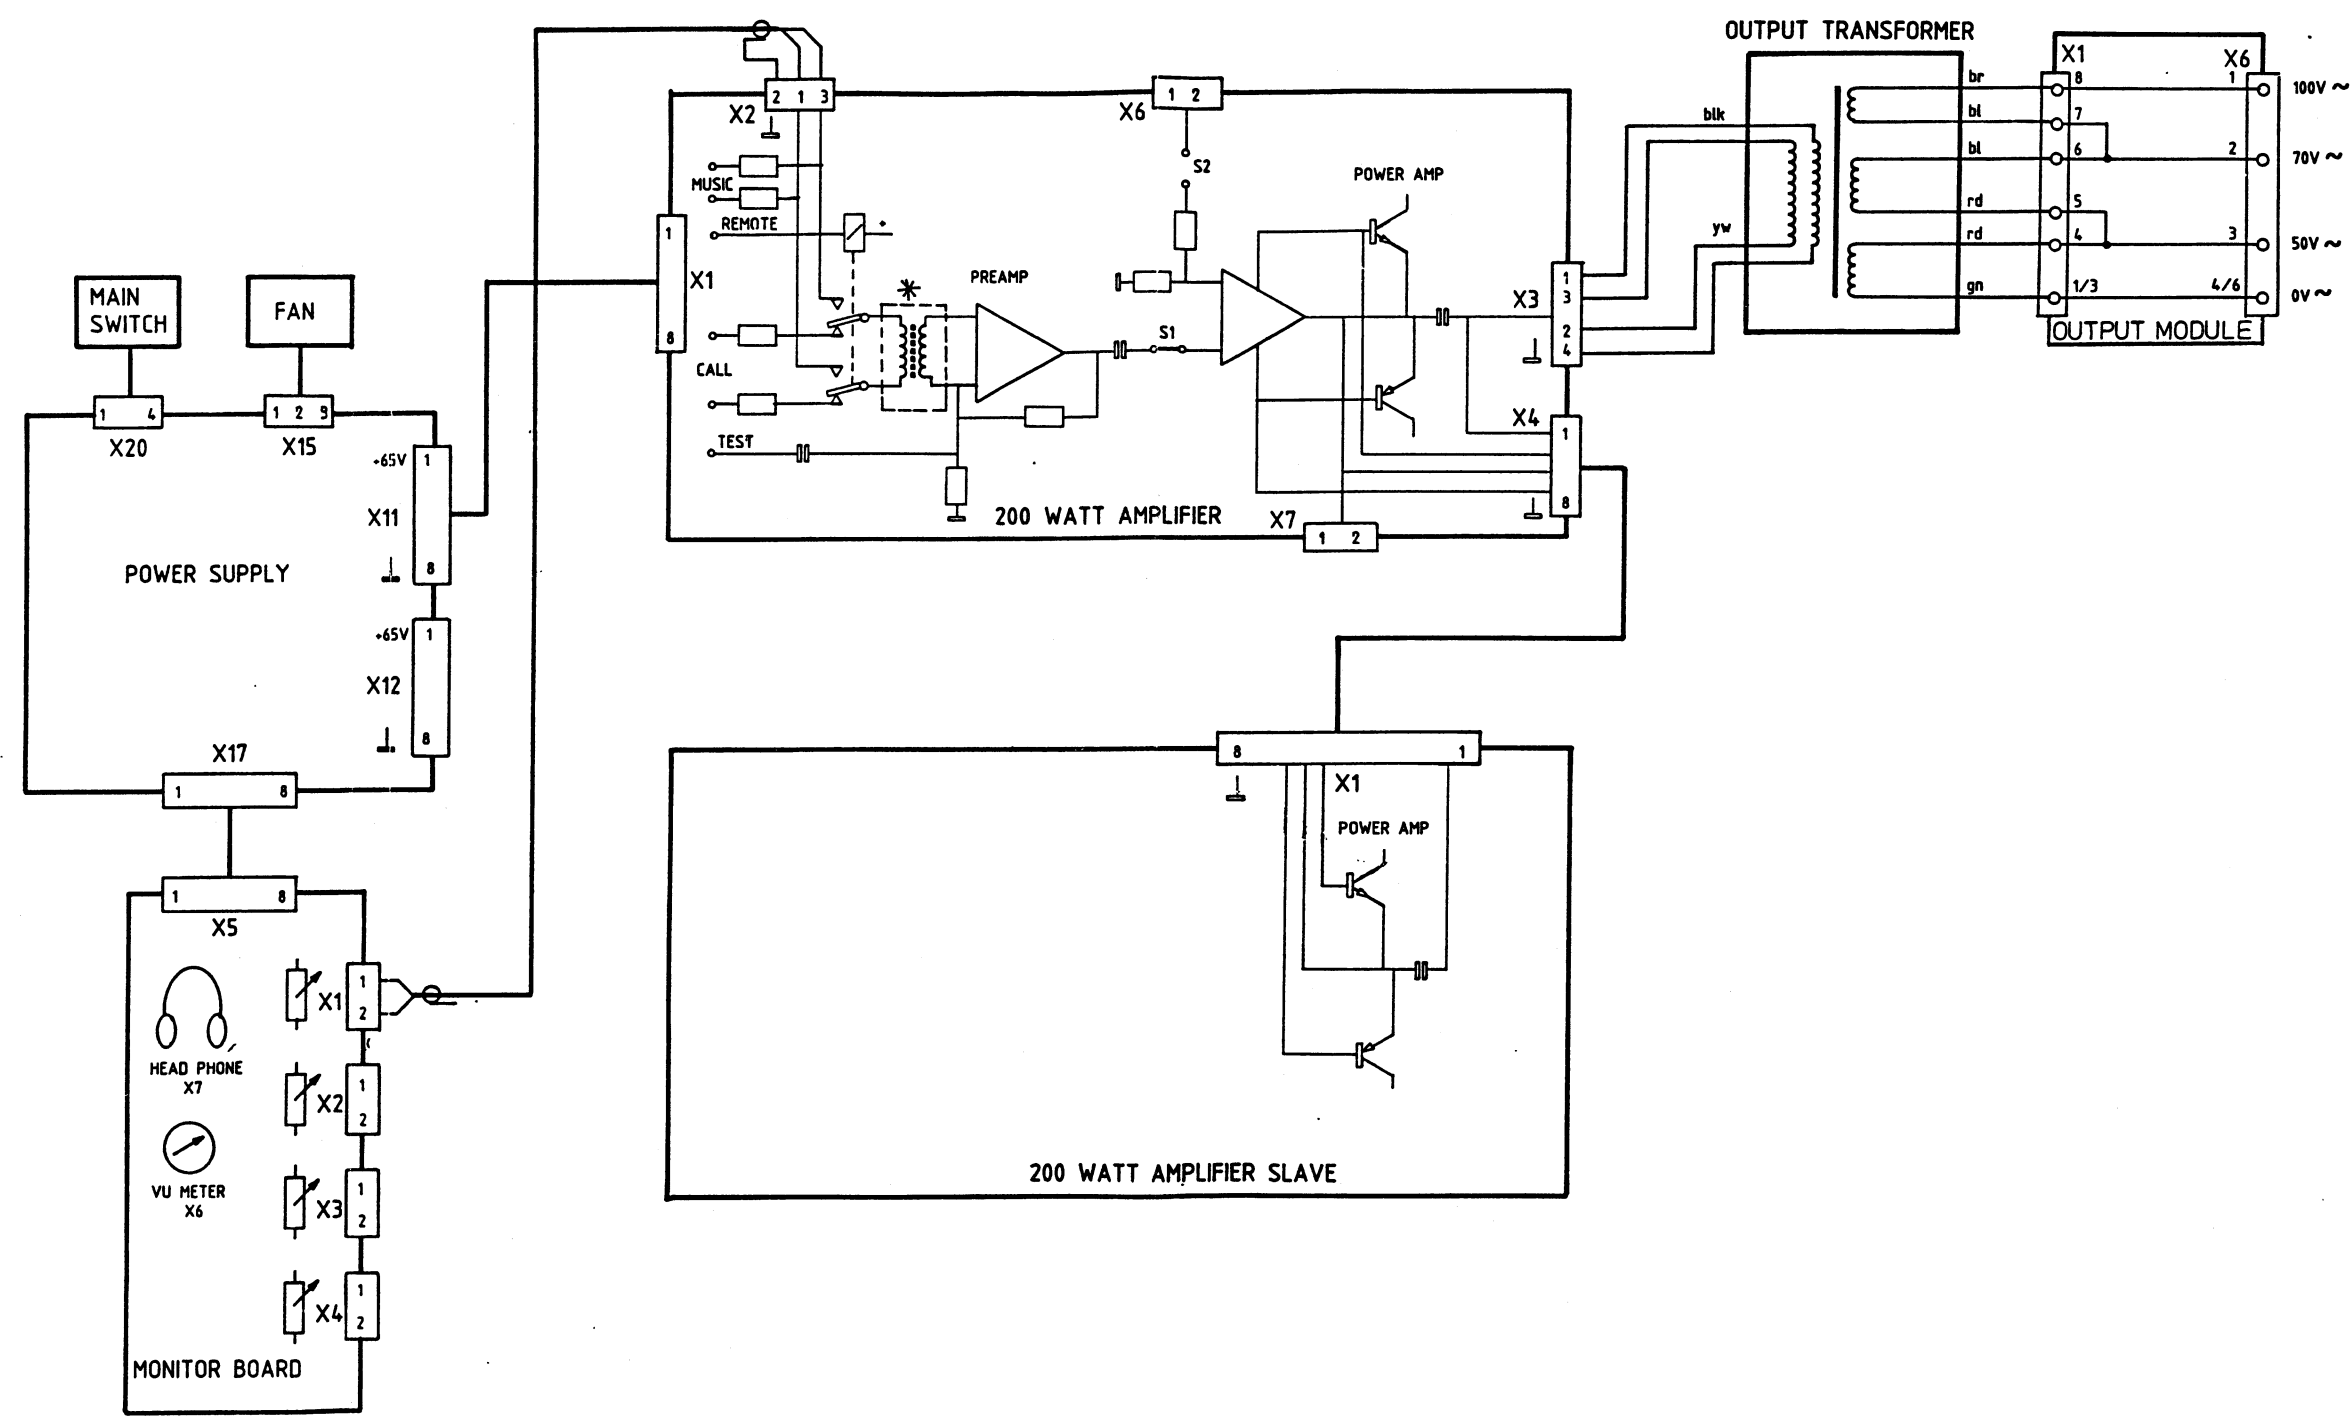 OUTPUT TRANSFORMER
X1
X6
br
8
1
100V ~
bl
7
bl
6
2
70V ~
rd
5
rd
4
3
50V ~
gn
1/3
4/6
0V ~
OUTPUT MODULE
blk
yw
2 1 3
X2
1 2
X6
S2
MUSIC
REMOTE
+
POWER AMP
1
X1
8
PREAMP
*
S1
CALL
TEST
X3
1
3
2
4
X4
1
8
200 WATT AMPLIFIER
X7
1 2
MAIN
SWITCH
FAN
1 4
X20
1 2 3
X15
+65V
1
X11
8
POWER SUPPLY
+65V
1
X12
8
X17
1 8
1 8
X5
X1
1
2
HEAD PHONE
X7
X2
1
2
VU METER
X6
X3
1
2
X4
1
2
MONITOR BOARD
8 1
X1
POWER AMP
200 WATT AMPLIFIER SLAVE